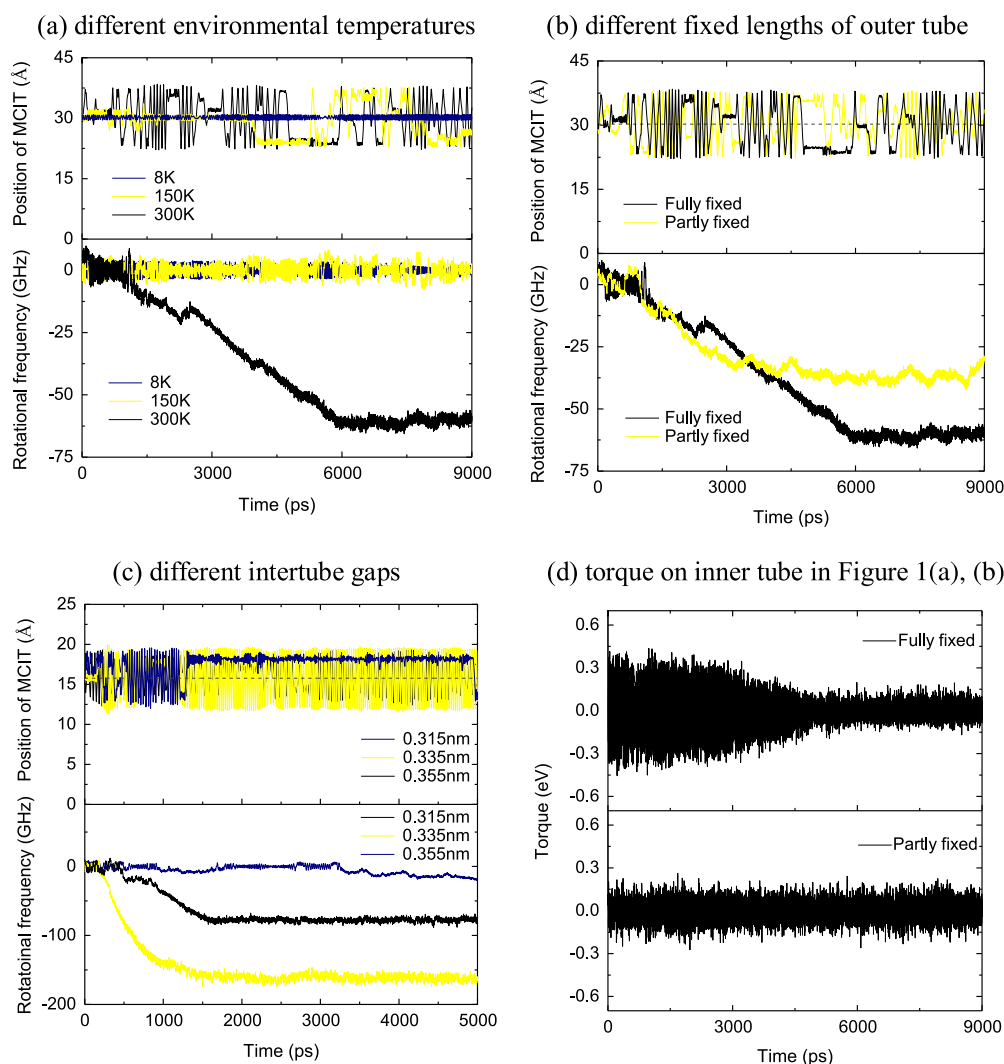 (a) different environmental temperatures
45
30
15
0
Position of MCIT (Å)
8K
150K
300K
0
-25
-50
-75
Rotational frequency (GHz)
8K
150K
300K
0
3000
6000
9000
Time (ps)
(b) different fixed lengths of outer tube
45
30
15
0
Position of MCIT (Å)
Fully fixed
Partly fixed
0
-25
-50
-75
Rotational frequency (GHz)
Fully fixed
Partly fixed
0
3000
6000
9000
Time (ps)
(c) different intertube gaps
25
20
15
10
5
0
Position of MCIT (Å)
0.315nm
0.335nm
0.355nm
0
-100
-200
Rotatoinal frequency (GHz)
0.315nm
0.335nm
0.355nm
0
1000
2000
3000
4000
5000
Time (ps)
(d) torque on inner tube in Figure 1(a), (b)
0.6
0.3
0.0
-0.3
-0.6
Fully fixed
Torque (eV)
0.6
0.3
0.0
-0.3
-0.6
Partly fixed
0
3000
6000
9000
Time (ps)